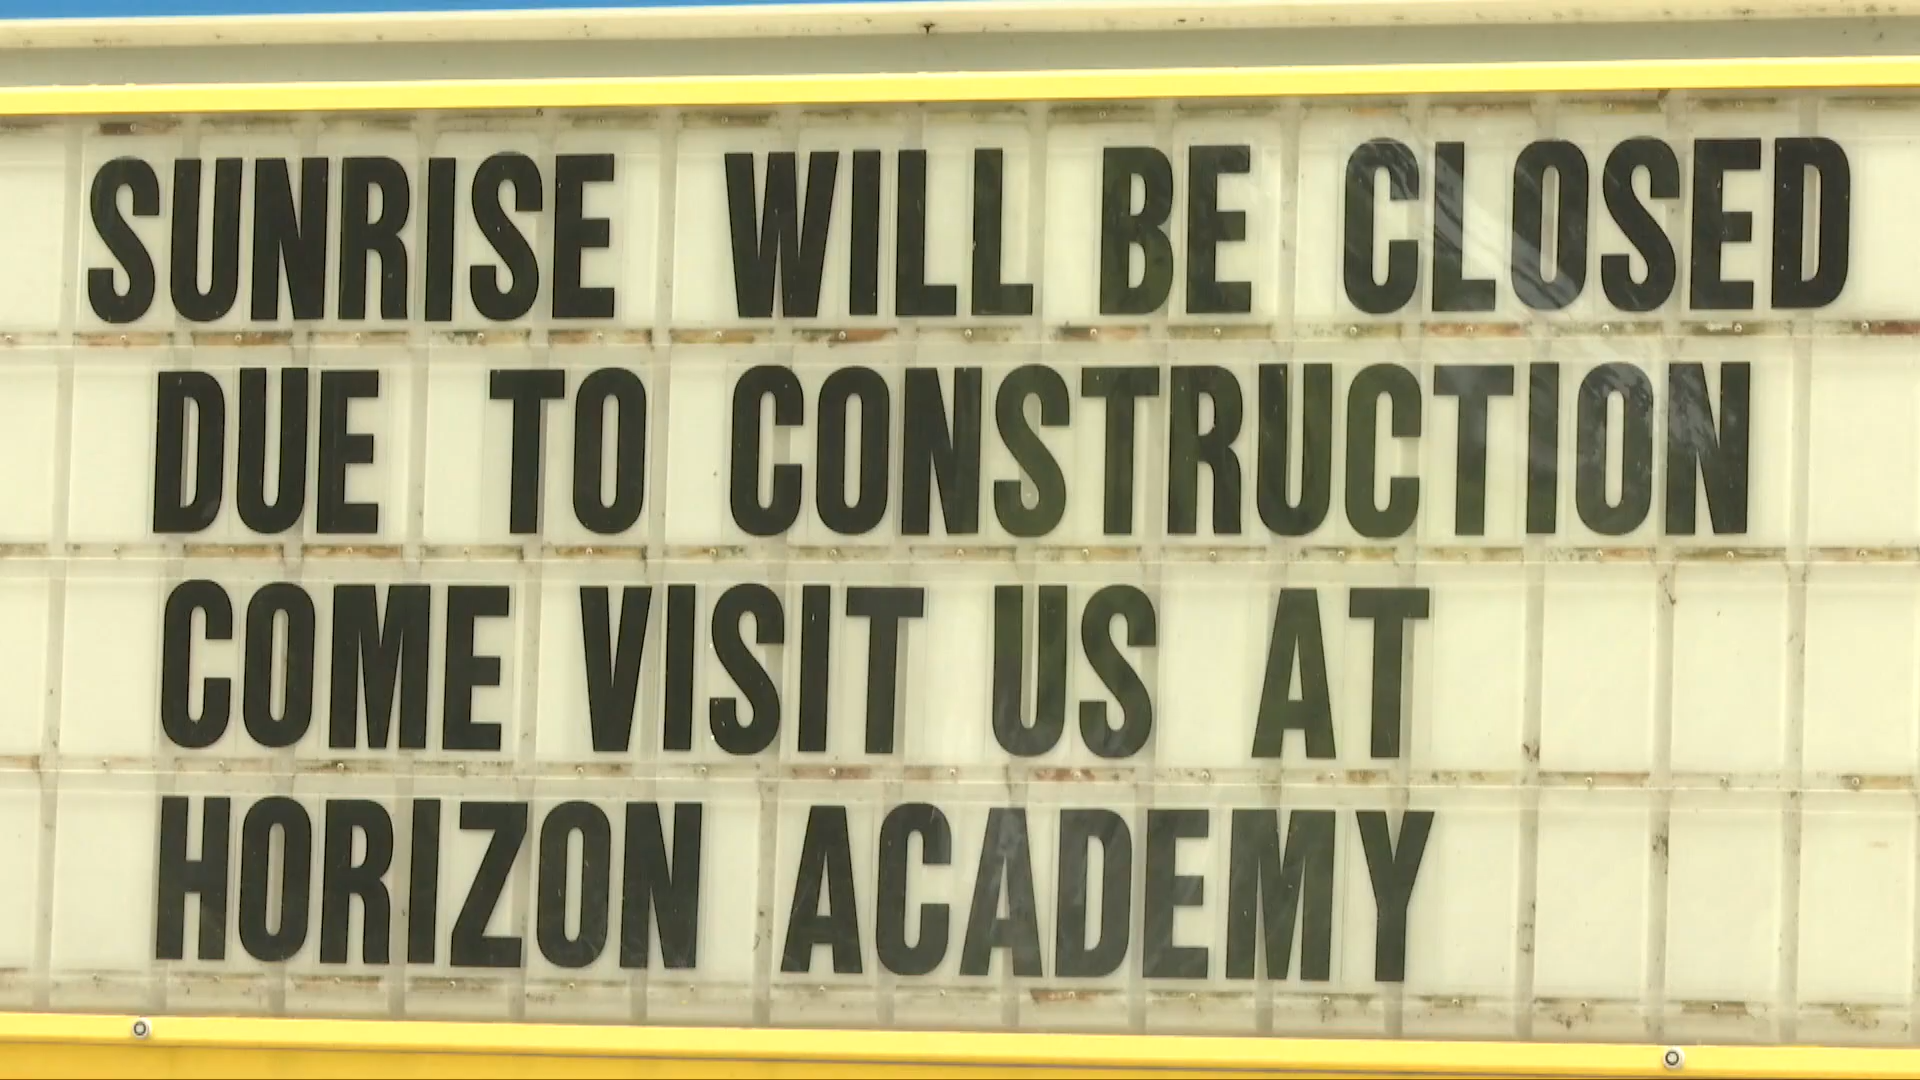 SUNRISE WILL BE CLOSED
DUE TO CONSTRUCTION
COME VISIT US AT
HORIZON ACADEMY